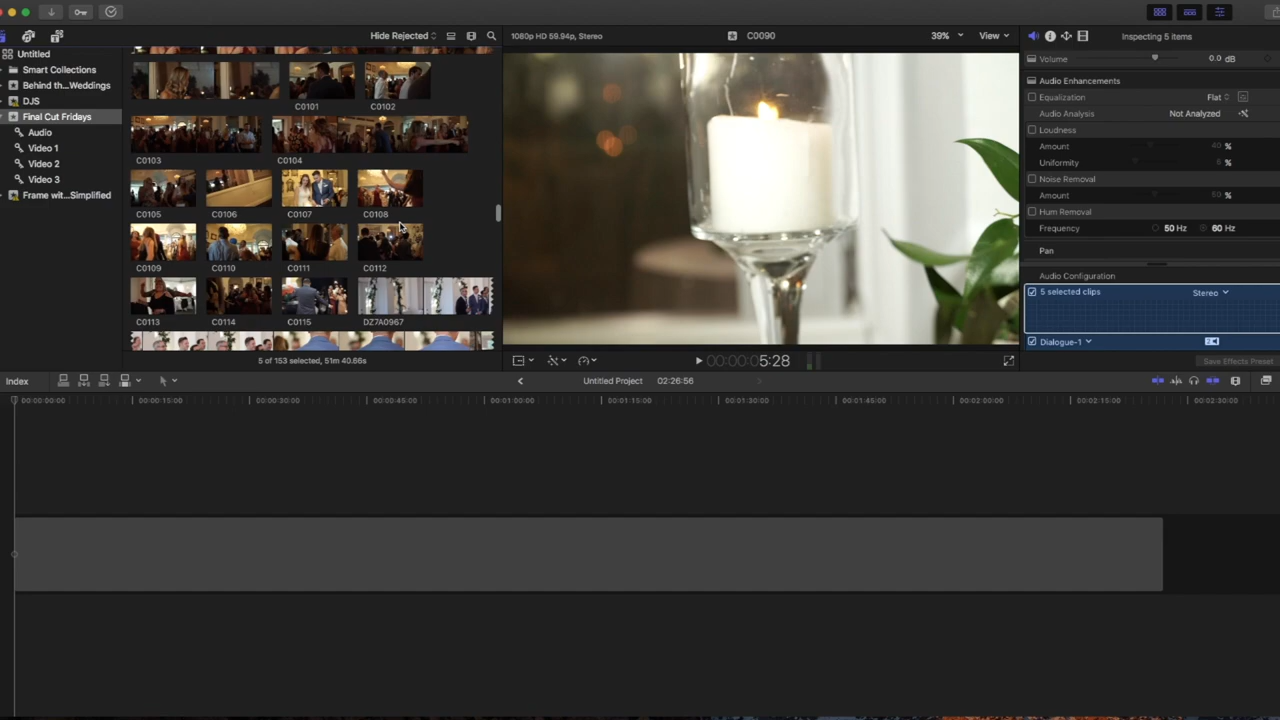 Hide Rejected
1080p HD 59.94p, Stereo
C0090
39%
View
Inspecting 5 items
Untitled
Smart Collections
Behind th...Weddings
DJS
Final Cut Fridays
Audio
Video 1
Video 2
Video 3
Frame wit...Simplified
C0101
C0102
C0103
C0104
C0105
C0106
C0107
C0108
C0109
C0110
C0111
C0112
C0113
C0114
C0115
DZ7A0967
5 of 153 selected, 51m 40.66s
00:00:05:28
Volume
0.0 dB
Audio Enhancements
Equalization
Flat
Audio Analysis
Not Analyzed
Loudness
Amount
40 %
Uniformity
%
Noise Removal
Amount
50 %
Hum Removal
Frequency
50 Hz
60 Hz
Pan
Audio Configuration
5 selected clips
Stereo
Dialogue-1
Save Effects Preset
Index
Untitled Project
02:26:56
00:00:00:00
00:00:15:00
00:00:30:00
00:00:45:00
00:01:00:00
00:01:15:00
00:01:30:00
00:01:45:00
00:02:00:00
00:02:15:00
00:02:30:00